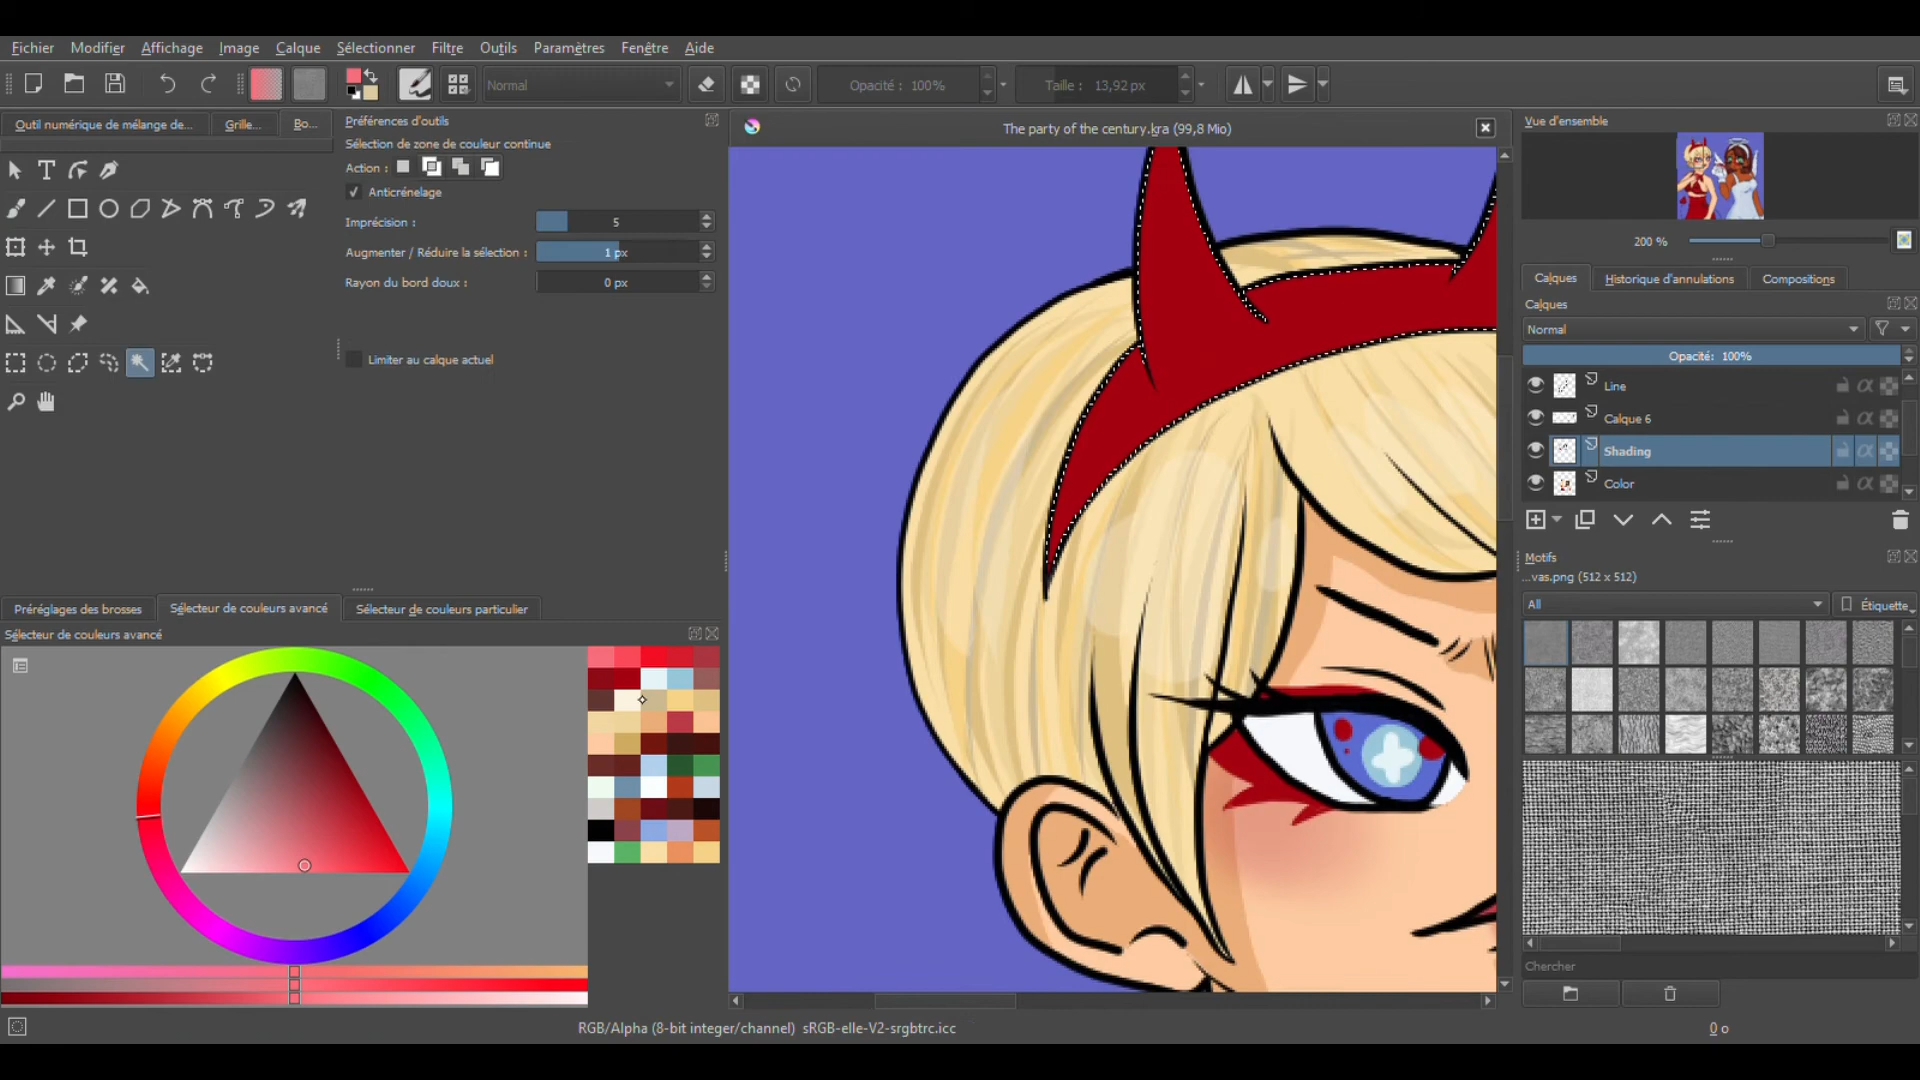 Fichier Modifier Affichage Image Calque Sélectionner Filtre Outils Paramètres Fenêtre Aide
Normal Opacité : 100% Taille : 13,92 px
Outil numérique de mélange de... Grille... Bo...
Préférences d'outils
Sélection de zone de couleur continue
Action :
Anticrénelage
Imprécision : 5
Augmenter / Réduire la sélection : 1 px
Rayon du bord doux : 0 px
Limiter au calque actuel
Préréglages des brosses Sélecteur de couleurs avancé Sélecteur de couleurs particulier
Sélecteur de couleurs avancé
The party of the century.kra (99,8 Mio)
RGB/Alpha (8-bit integer/channel) sRGB-elle-V2-srgbtrc.icc
Vue d'ensemble
200 %
Calques Historique d'annulations Compositions
Calques
Normal
Opacité: 100%
Line
Calque 6
Shading
Color
Motifs
...vas.png (512 x 512)
All Étiquette
Chercher
0 o